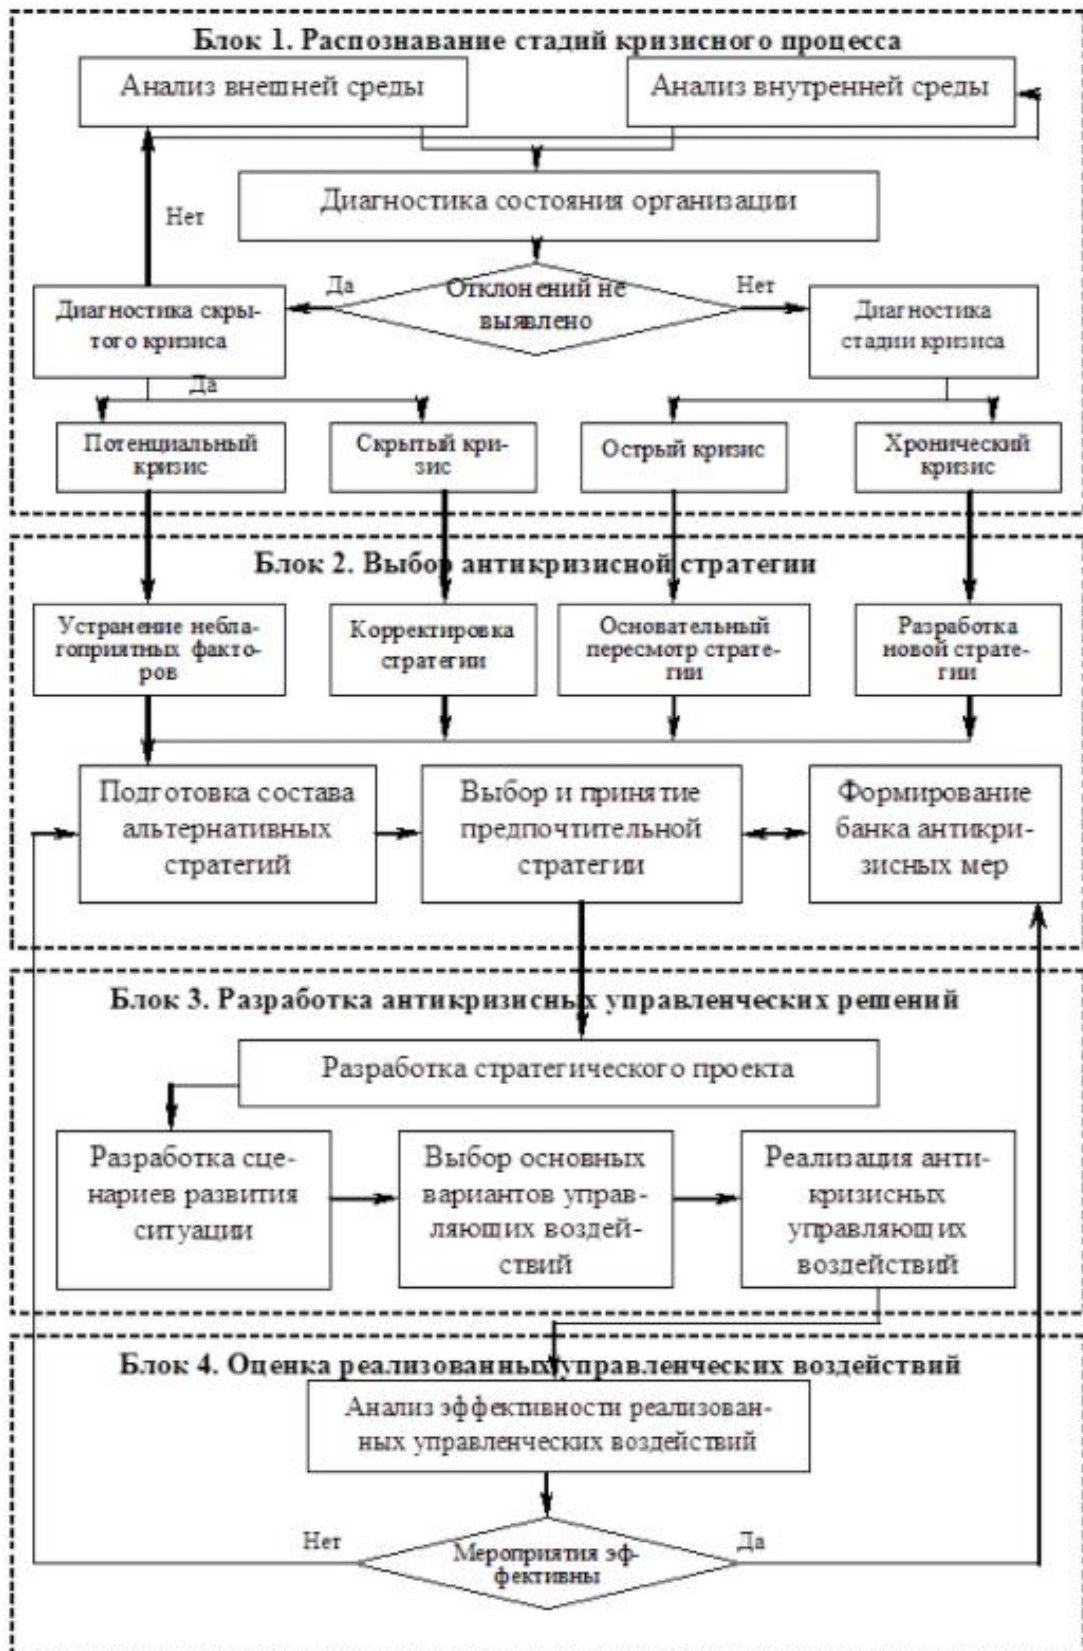 Блок 1. Распознавание стадий кризисного процесса
Анализ внешней среды
Анализ внутренней среды
Диагностика состояния организации
Нет
Да
Отклонений не
выявлено
Нет
Диагностика скры-
того кризиса
Диагностика
стадии кризиса
Да
Потенциальный
кризис
Скрытый кри-
зис
Острый кризис
Хронический
кризис
Блок 2. Выбор антикризисной стратегии
Устранение небла-
гоприятных факто-
ров
Корректировка
стратегии
Основательный
пересмотр страте-
гии
Разработка
новой страте-
гии
Подготовка состава
альтернативных
стратегий
Выбор и принятие
предпочтительной
стратегии
Формирование
банка антикри-
зисных мер
Блок 3. Разработка антикризисных управленческих решений
Разработка стратегического проекта
Разработка сце-
нариев развития
ситуации
Выбор основных
вариантов управ-
ляющих воздей-
ствий
Реализация анти-
кризисных
управляющих
воздействий
Блок 4. Оценка реализованных управленческих воздействий
Анализ эффективности реализован-
ных управленческих воздействий
Нет
Мероприятия эф-
фективны
Да